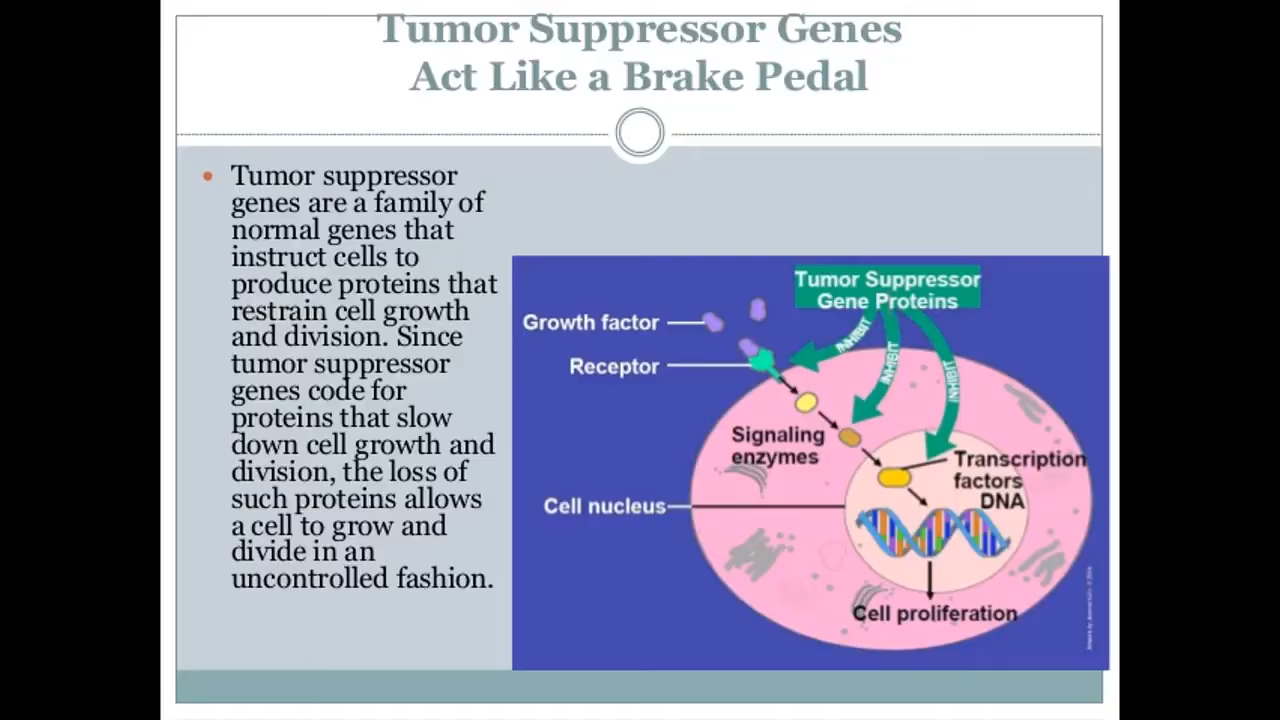 Tumor Suppressor Genes
Act Like a Brake Pedal
• Tumor suppressor
genes are a family of
normal genes that
instruct cells to
produce proteins that
restrain cell growth
and division. Since
tumor suppressor
genes code for
proteins that slow
down cell growth and
division, the loss of
such proteins allows
a cell to grow and
divide in an
uncontrolled fashion.
Tumor Suppressor
Gene Proteins
Growth factor
INHIBIT
INHIBIT
INHIBIT
Receptor
Signaling
enzymes
Transcription
factors
DNA
Cell nucleus
Cell proliferation